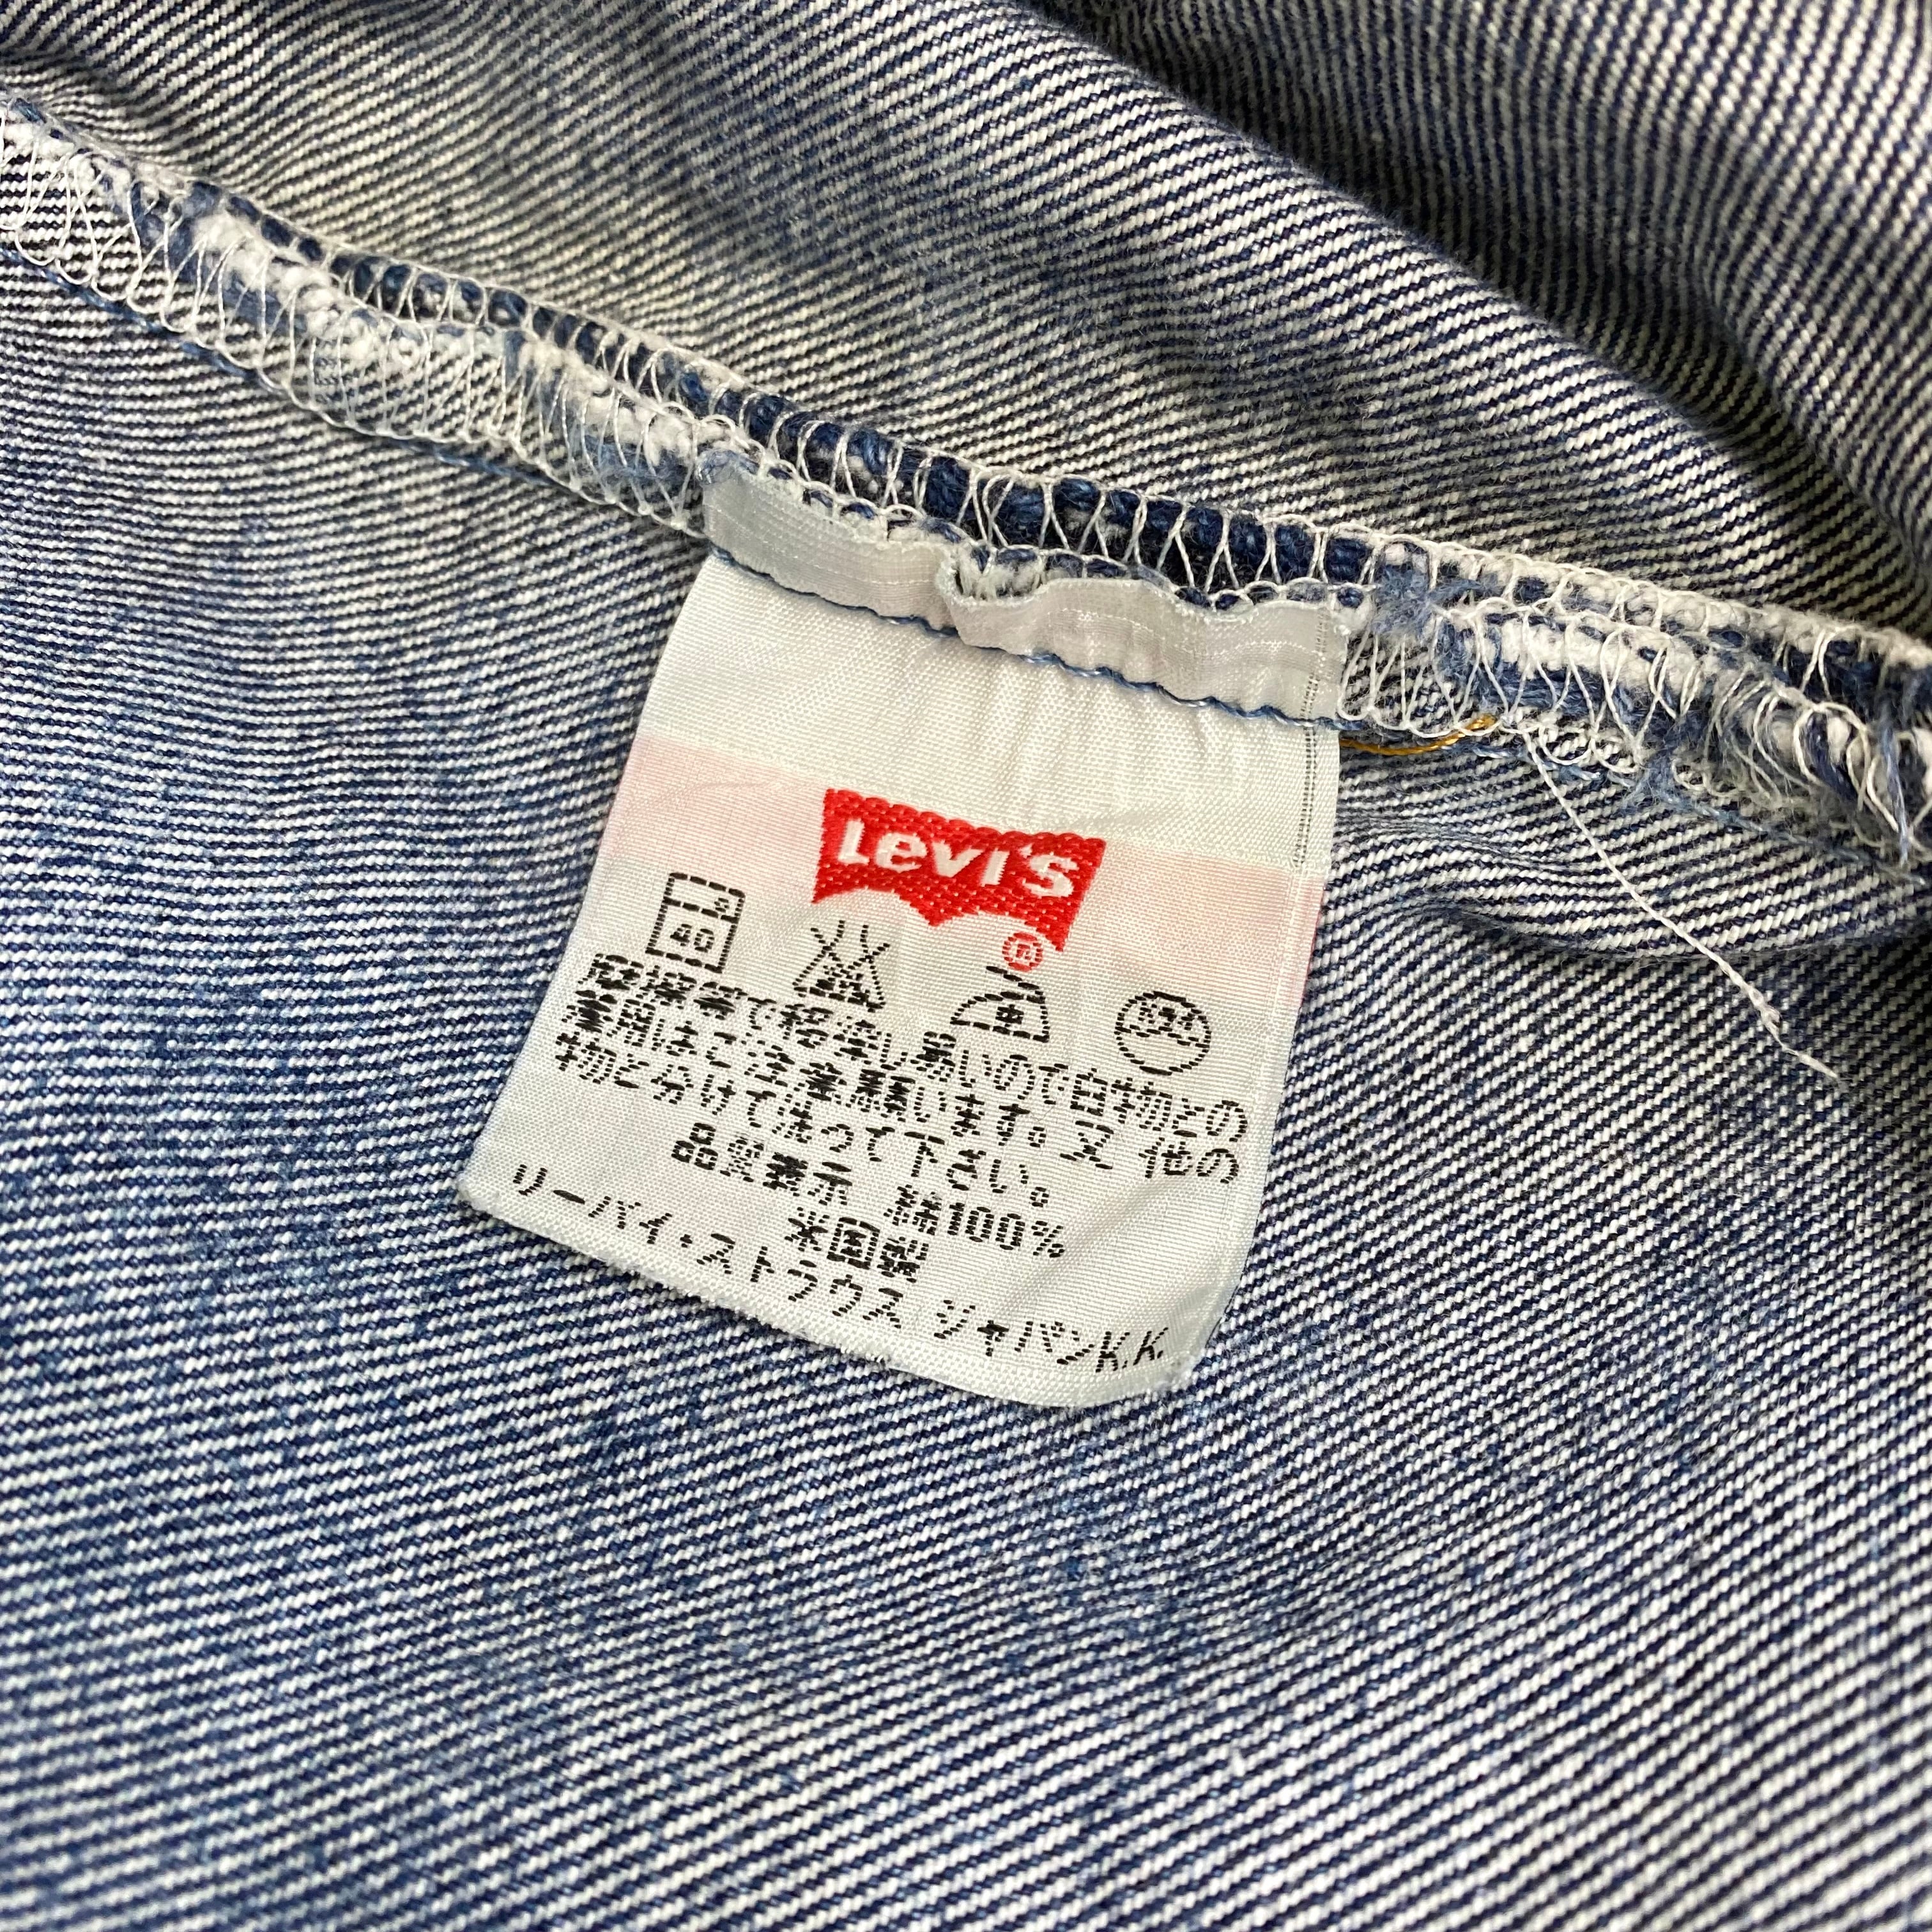 Levi's
®
40
中
摩擦等で移染し易いので白物との
兼用はご注意願います。又 他の
物と分けて洗って下さい。
品質表示 綿100%
米国製
リーバイ・ストラウス ジャパンK.K.